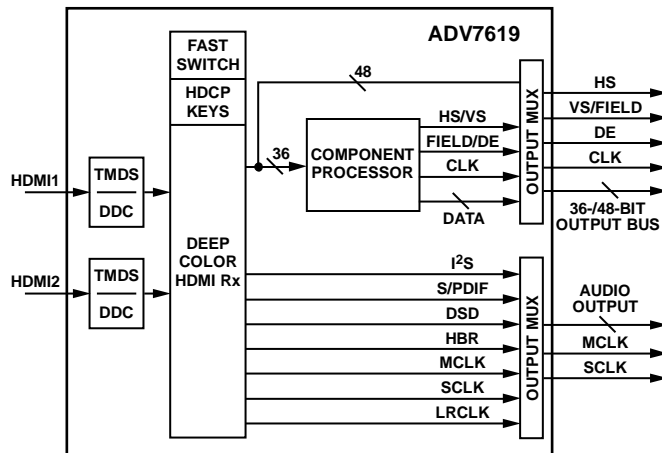 ADV7619
FAST
SWITCH
HDCP
KEYS
48
36
DEEP
COLOR
HDMI Rx
HDMI1
TMDS
DDC
HDMI2
TMDS
DDC
COMPONENT
PROCESSOR
HS/VS
FIELD/DE
CLK
DATA
OUTPUT MUX
HS
VS/FIELD
DE
CLK
36-/48-BIT
OUTPUT BUS
I²S
S/PDIF
DSD
HBR
MCLK
SCLK
LRCLK
OUTPUT MUX
AUDIO
OUTPUT
MCLK
SCLK